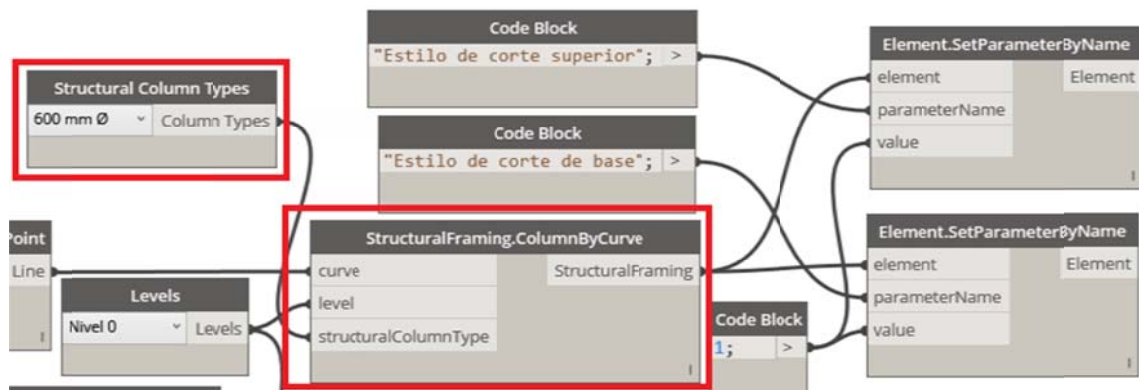 Code Block
"Estilo de corte superior"; >
Element.SetParameterByName
element Element
parameterName
value
Structural Column Types
600 mm Ø Column Types
Code Block
"Estilo de corte de base"; >
Point
Line
StructuralFraming.ColumnByCurve
curve StructuralFraming
level
structuralColumnType
Levels
Nivel 0 Levels
Code Block
1; >
Element.SetParameterByName
element Element
parameterName
value